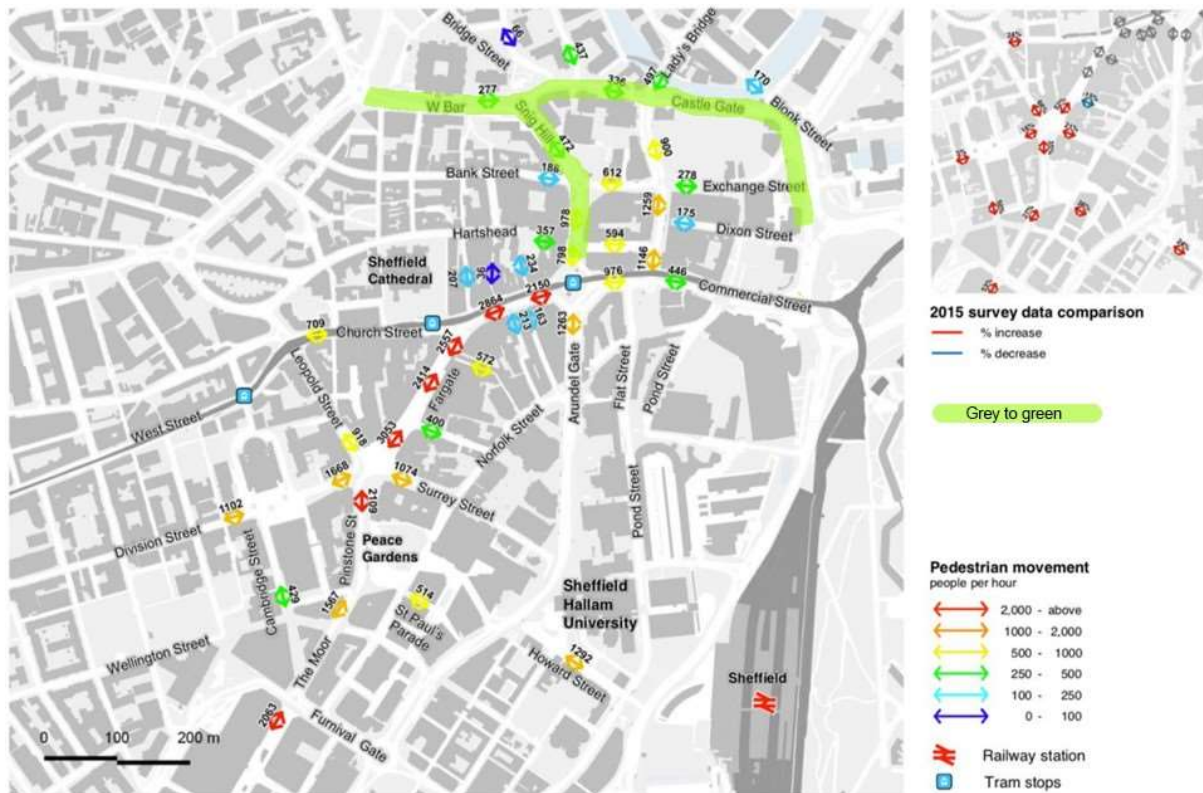 Bridge Street
66
437
Lady's Bridge
497
326
170
277
W Bar
Castle Gate
Blonk Street
Snig Hill
472
900
Bank Street
612
278
Exchange Street
1259
978
175
Dixon Street
Hartshead
357
594
798
1146
Sheffield
Cathedral
207
36
234
976
446
Commercial Street
2150
2864
213
163
1263
709
Church Street
2557
572
Leopold Street
2414
Fargate
Arundel Gate
Flat Street
Pond Street
West Street
918
3053
400
Norfolk Street
1668
1074
Surrey Street
1102
2109
Division Street
Pond Street
Pinstone St
Peace
Gardens
Cambridge Street
429
1567
514
St Paul's
Parade
Sheffield
Hallam
University
Wellington Street
The Moor
1292
Howard Street
Sheffield
2063
Furnival Gate
0 100 200 m
2015 survey data comparison
% increase
% decrease
Grey to green
Pedestrian movement
people per hour
2,000 - above
1000 - 2,000
500 - 1000
250 - 500
100 - 250
0 - 100
Railway station
Tram stops